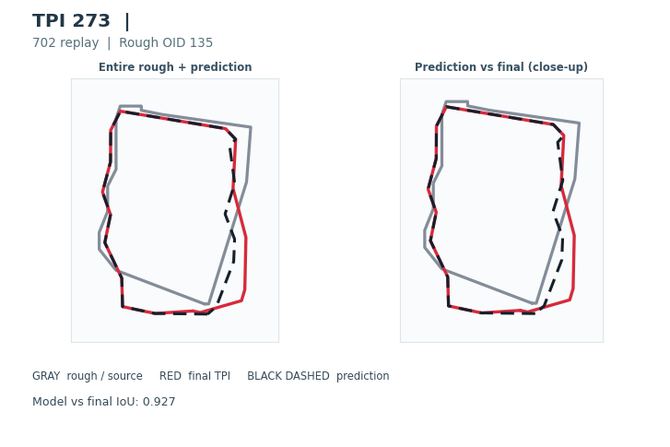 TPI 273 |
702 replay | Rough OID 135
Entire rough + prediction
Prediction vs final (close-up)
GRAY rough / source RED final TPI BLACK DASHED prediction
Model vs final IoU: 0.927